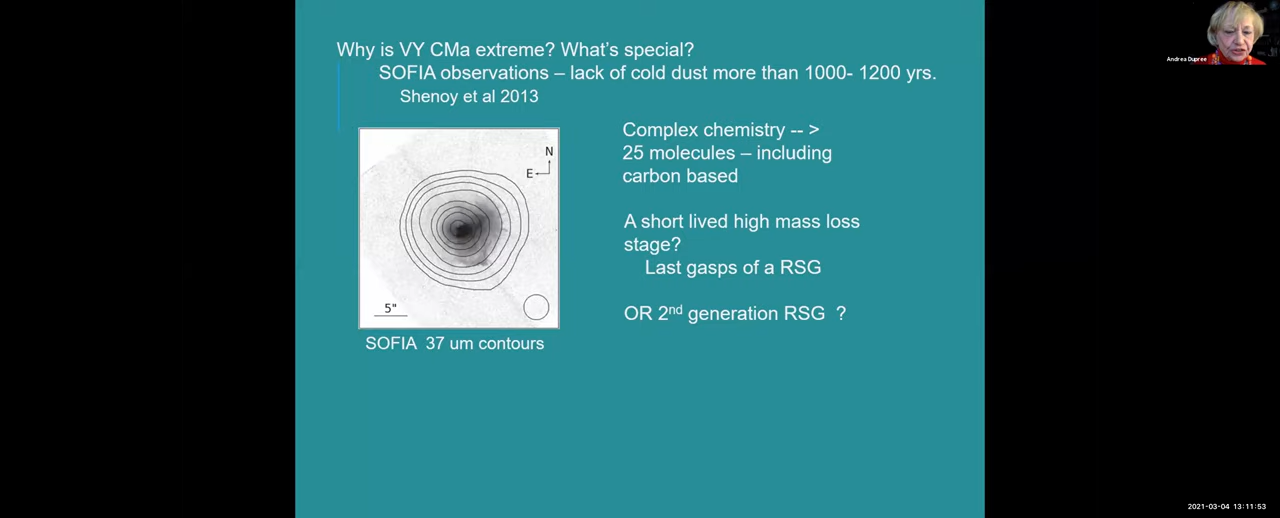 Why is VY CMa extreme? What's special?
SOFIA observations – lack of cold dust more than 1000- 1200 yrs.
Shenoy et al 2013
N
E
5"
SOFIA 37 um contours
Complex chemistry -- >
25 molecules – including
carbon based
A short lived high mass loss
stage?
Last gasps of a RSG
OR 2nd generation RSG ?
Andrea Dupree
2021-03-04 13:11:53